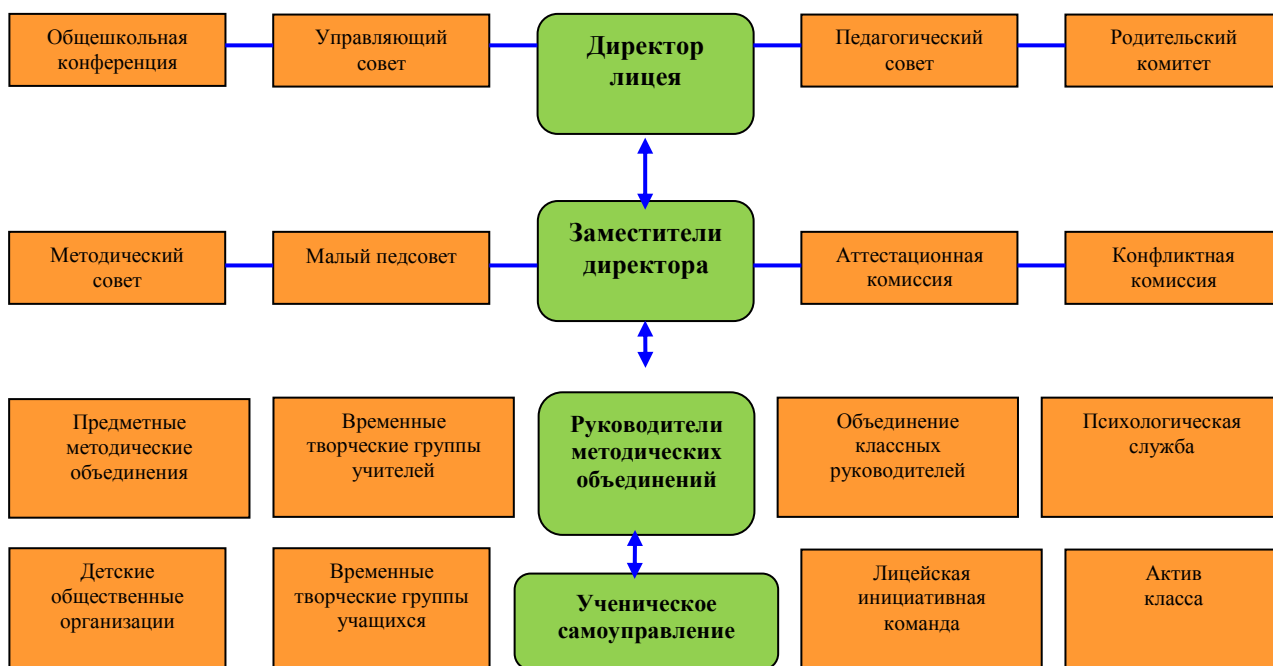 Общешкольная
конференция
Управляющий
совет
Директор
лицея
Педагогический
совет
Родительский
комитет
Методический
совет
Малый педсовет
Заместители
директора
Аттестационная
комиссия
Конфликтная
комиссия
Предметные
методические
объединения
Временные
творческие группы
учителей
Руководители
методических
объединений
Объединение
классных
руководителей
Психологическая
служба
Детские
общественные
организации
Временные
творческие группы
учащихся
Ученическое
самоуправление
Лицейская
инициативная
команда
Актив
класса